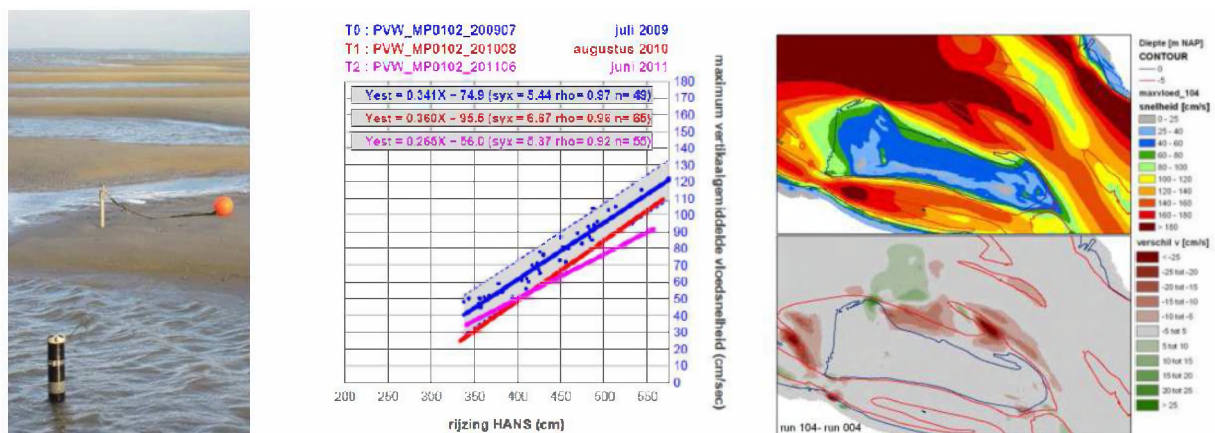 T0 : PVW_MP0102_200907 juli 2009
T1 : PVW_MP0102_201008 augustus 2010
T2 : PVW_MP0102_201106 juni 2011
Yest = 0.341X - 74.9 (syx = 5.44 rho= 0.97 n= 49)
Yest = 0.360X - 95.5 (syx = 6.67 rho= 0.96 n= 65)
Yest = 0.265X - 56.0 (syx = 5.37 rho= 0.92 n= 55)
180
170
160
150
140
130
120
110
100
90
80
70
60
50
40
30
20
10
0
maximum vertikaalgemiddelde vloedsnelheid (cm/sec)
200 250 300 350 400 450 500 550
rijzing HANS (cm)
Diepte [m NAP]
CONTOUR
0
-5
maxvloed_104
snelheid [cm/s]
0 - 25
25 - 40
40 - 60
60 - 80
80 - 100
100 - 120
120 - 140
140 - 160
160 - 180
> 180
verschil v [cm/s]
< -25
-25 tot -20
-20 tot -15
-15 tot -10
-10 tot -5
-5 tot 5
5 tot 10
10 tot 15
15 tot 20
20 tot 25
> 25
run 104- run 004